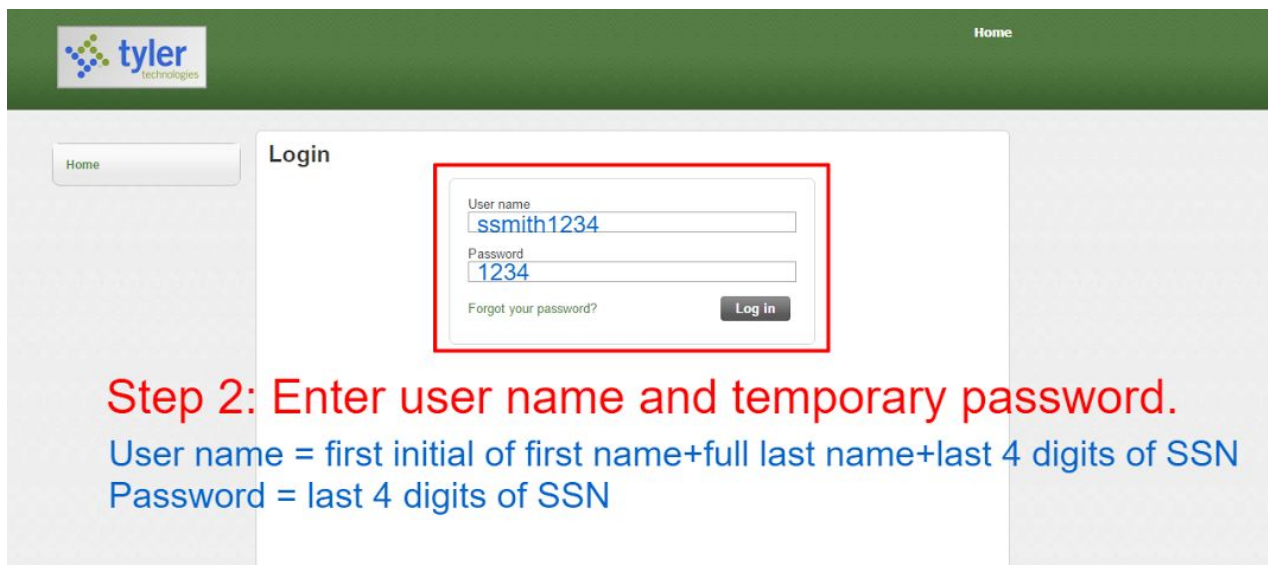 tyler
technologies
Home
Home
Login
User name
ssmith1234
Password
1234
Forgot your password?
Log in
Step 2: Enter user name and temporary password.
User name = first initial of first name+full last name+last 4 digits of SSN
Password = last 4 digits of SSN